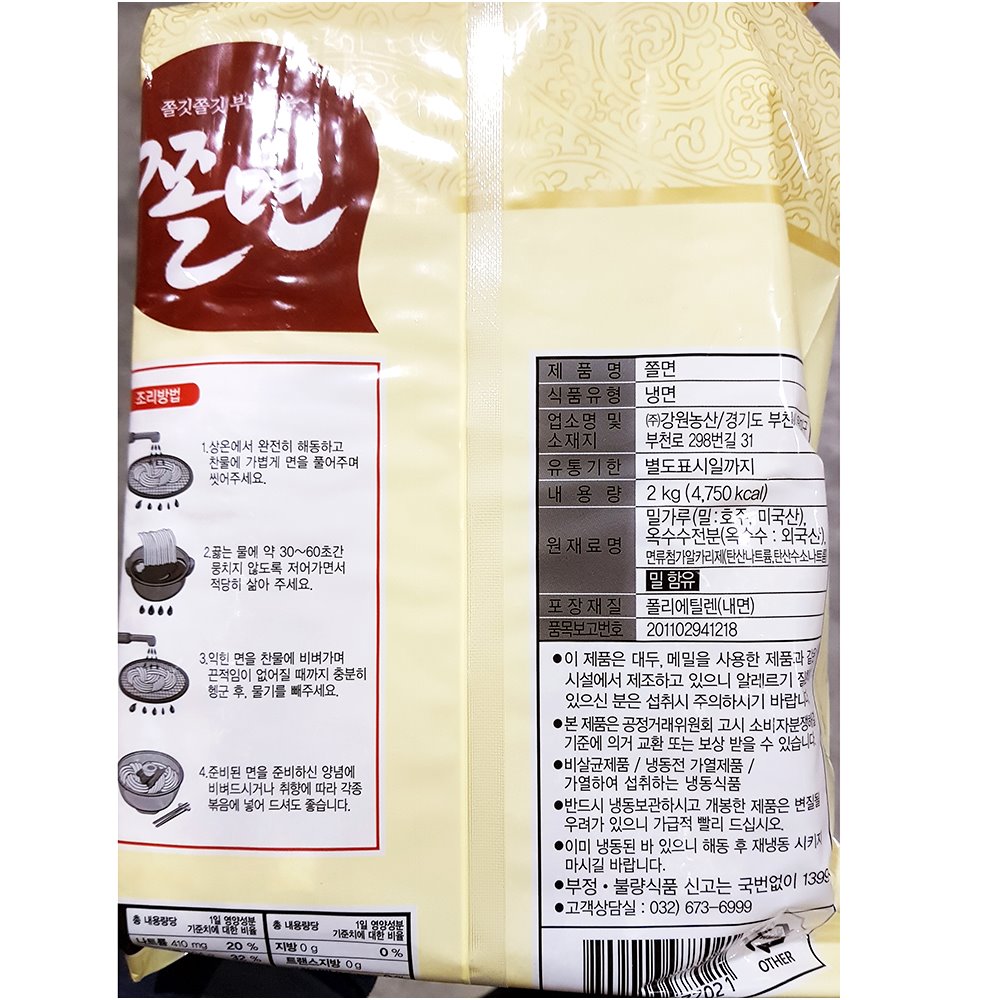 쫄깃쫄깃
쫄면
조리방법
1.상온에서 완전히 해동하고
찬물에 가볍게 면을 풀어주며
씻어주세요.
2.끓는 물에 약 30~60초간
뭉치지 않도록 저어가면서
적당히 삶아 주세요.
3.익힌 면을 찬물에 비벼가며
끈적임이 없어질 때까지 충분히
헹군 후, 물기를 빼주세요.
4.준비된 면을 준비하신 양념에
비벼드시거나 취향에 따라 각종
볶음에 넣어 드셔도 좋습니다.
제품명 쫄면
식품유형 냉면
업소명 및 ㈜강원농산/경기도 부천시
소재지 부천로 298번길 31
유통기한 별도표시일까지
내용량 2 kg (4,750 kcal)
원재료명 밀가루(밀:호주, 미국산),
옥수수전분(옥수수 : 외국산),
면류첨가알카리제(탄산나트륨,탄산수소나트륨
밀 함유
포장재질 폴리에틸렌(내면)
품목보고번호 201102941218
●이 제품은 대두, 메밀을 사용한 제품과 같은
시설에서 제조하고 있으니 알레르기 질환이
있으신 분은 섭취시 주의하시기 바랍니다.
●본 제품은 공정거래위원회 고시 소비자분쟁해결
기준에 의거 교환 또는 보상 받을 수 있습니다.
●비살균제품 / 냉동전 가열제품 /
가열하여 섭취하는 냉동식품
●반드시 냉동보관하시고 개봉한 제품은 변질될
우려가 있으니 가급적 빨리 드십시오.
●이미 냉동된 바 있으니 해동 후 재냉동 시키지
마시길 바랍니다.
●부정·불량식품 신고는 국번없이 1399
●고객상담실 : 032) 673-6999
총 내용량당 1일 영양성분 기준치에 대한 비율
나트륨 410 mg 20 %
32 %
총 내용량당 1일 영양성분 기준치에 대한 비율
지방 0 g 0 %
트랜스지방 0 g
OTHER